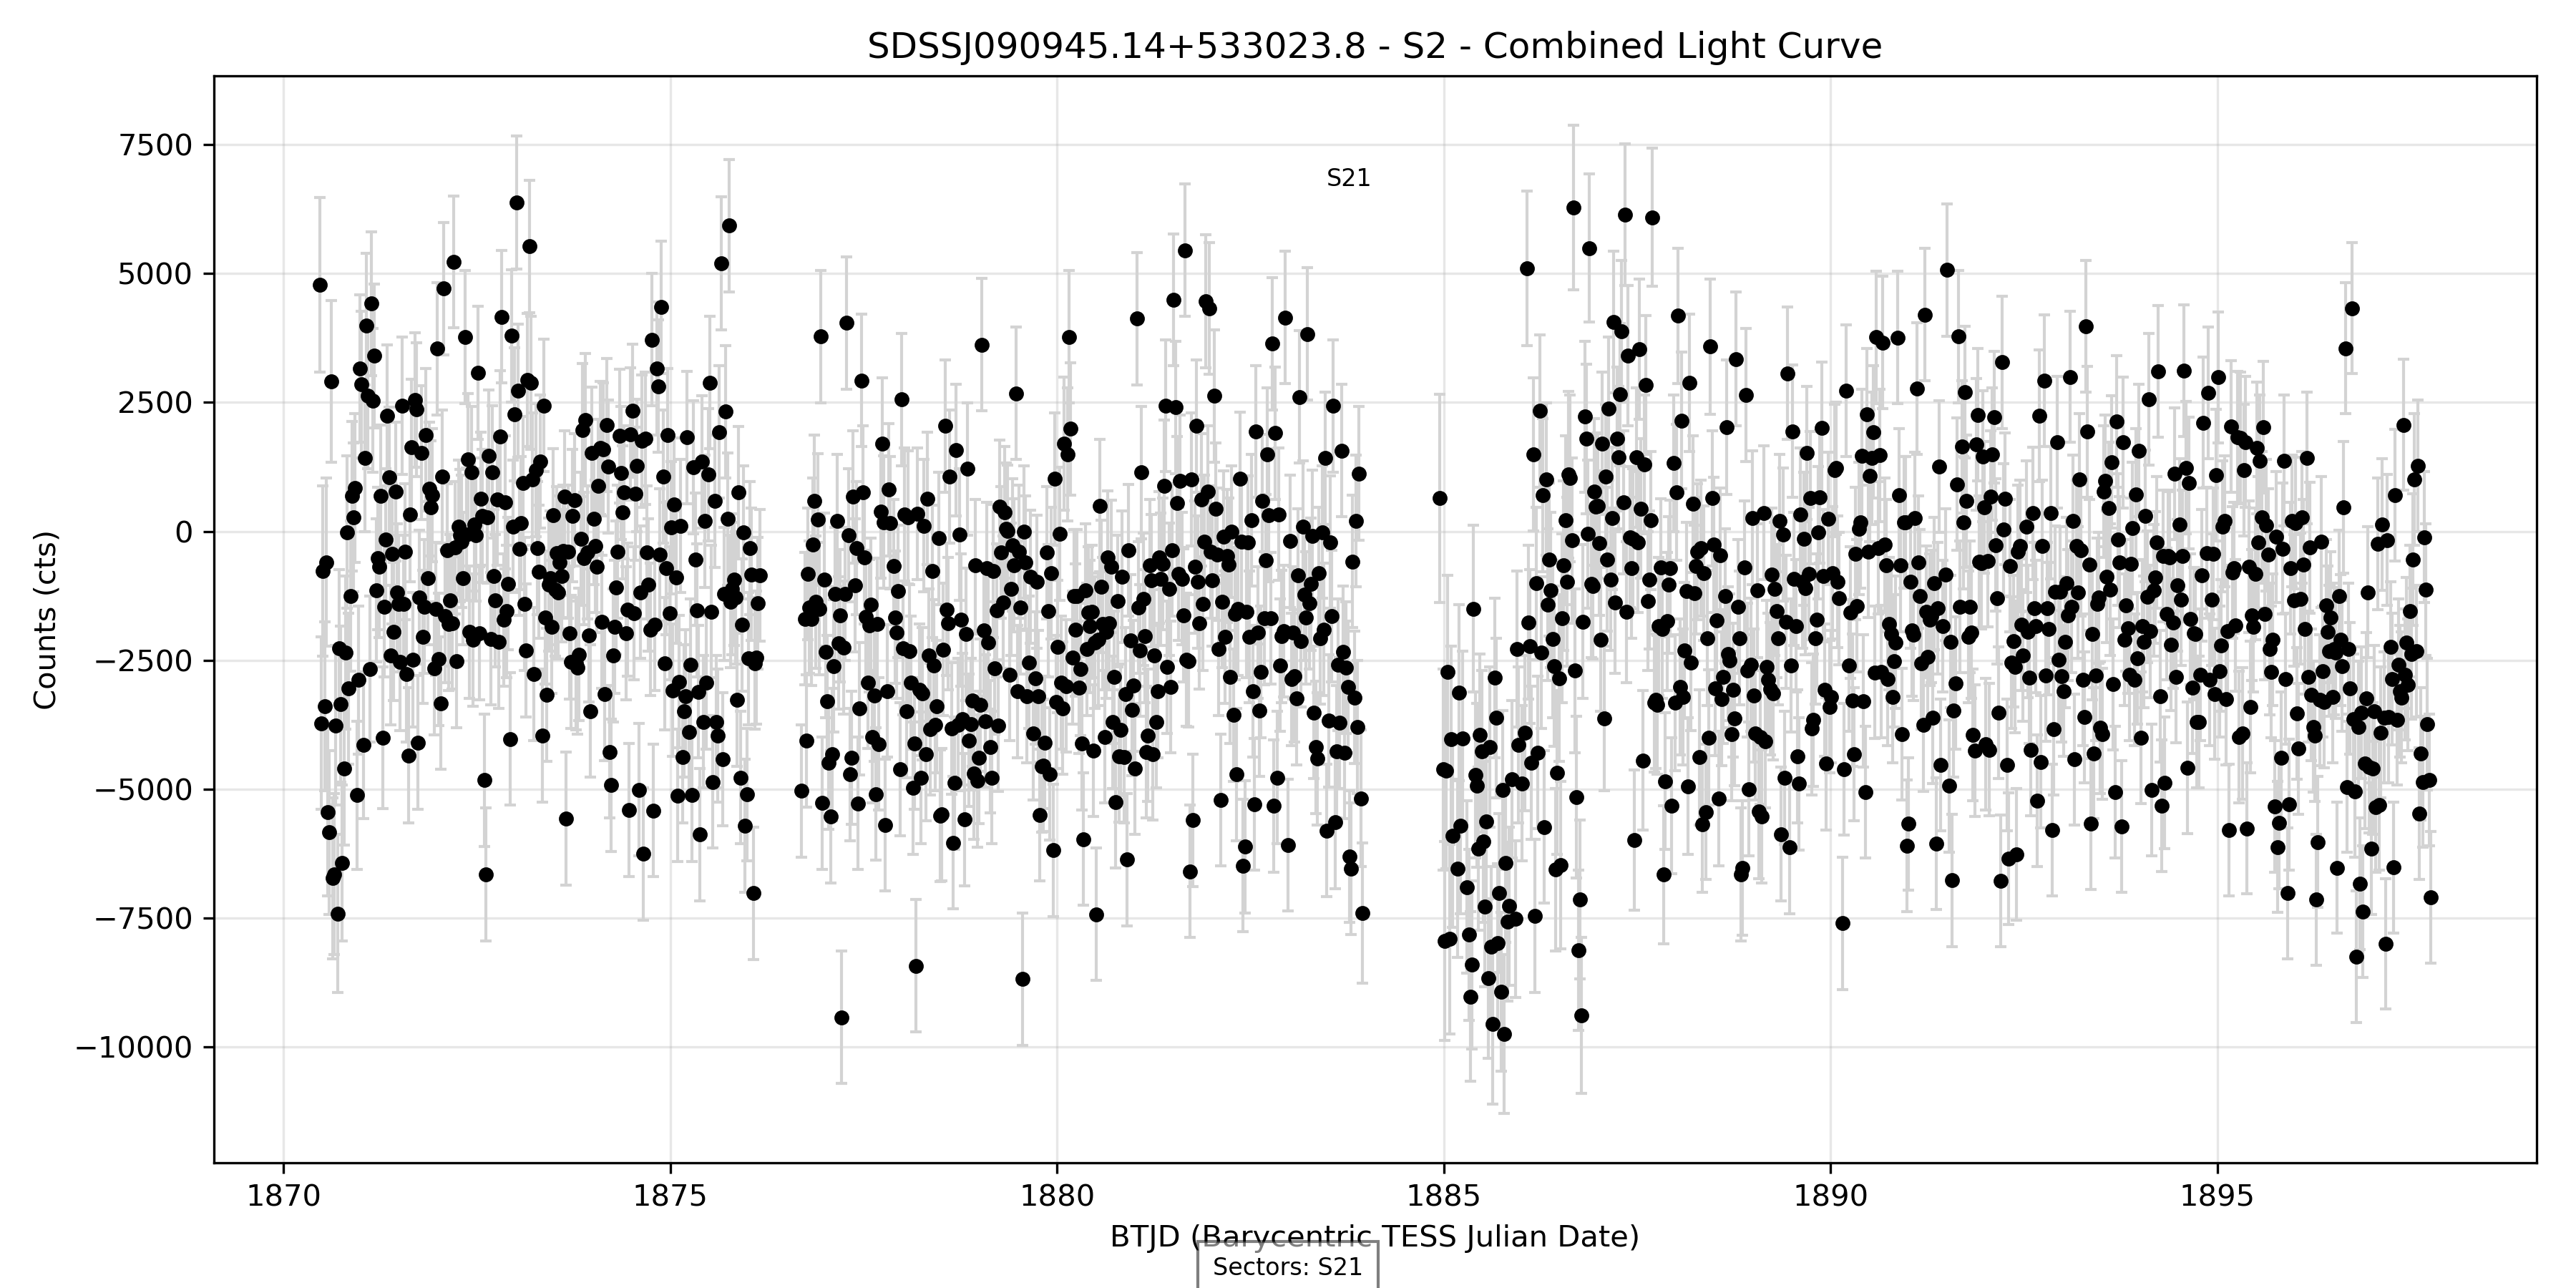 SDSSJ090945.14+533023.8 - S2 - Combined Light Curve
S21
7500
5000
2500
0
−2500
−5000
−7500
−10000
Counts (cts)
1870 1875 1880 1885 1890 1895
BTJD (Barycentric TESS Julian Date)
Sectors: S21